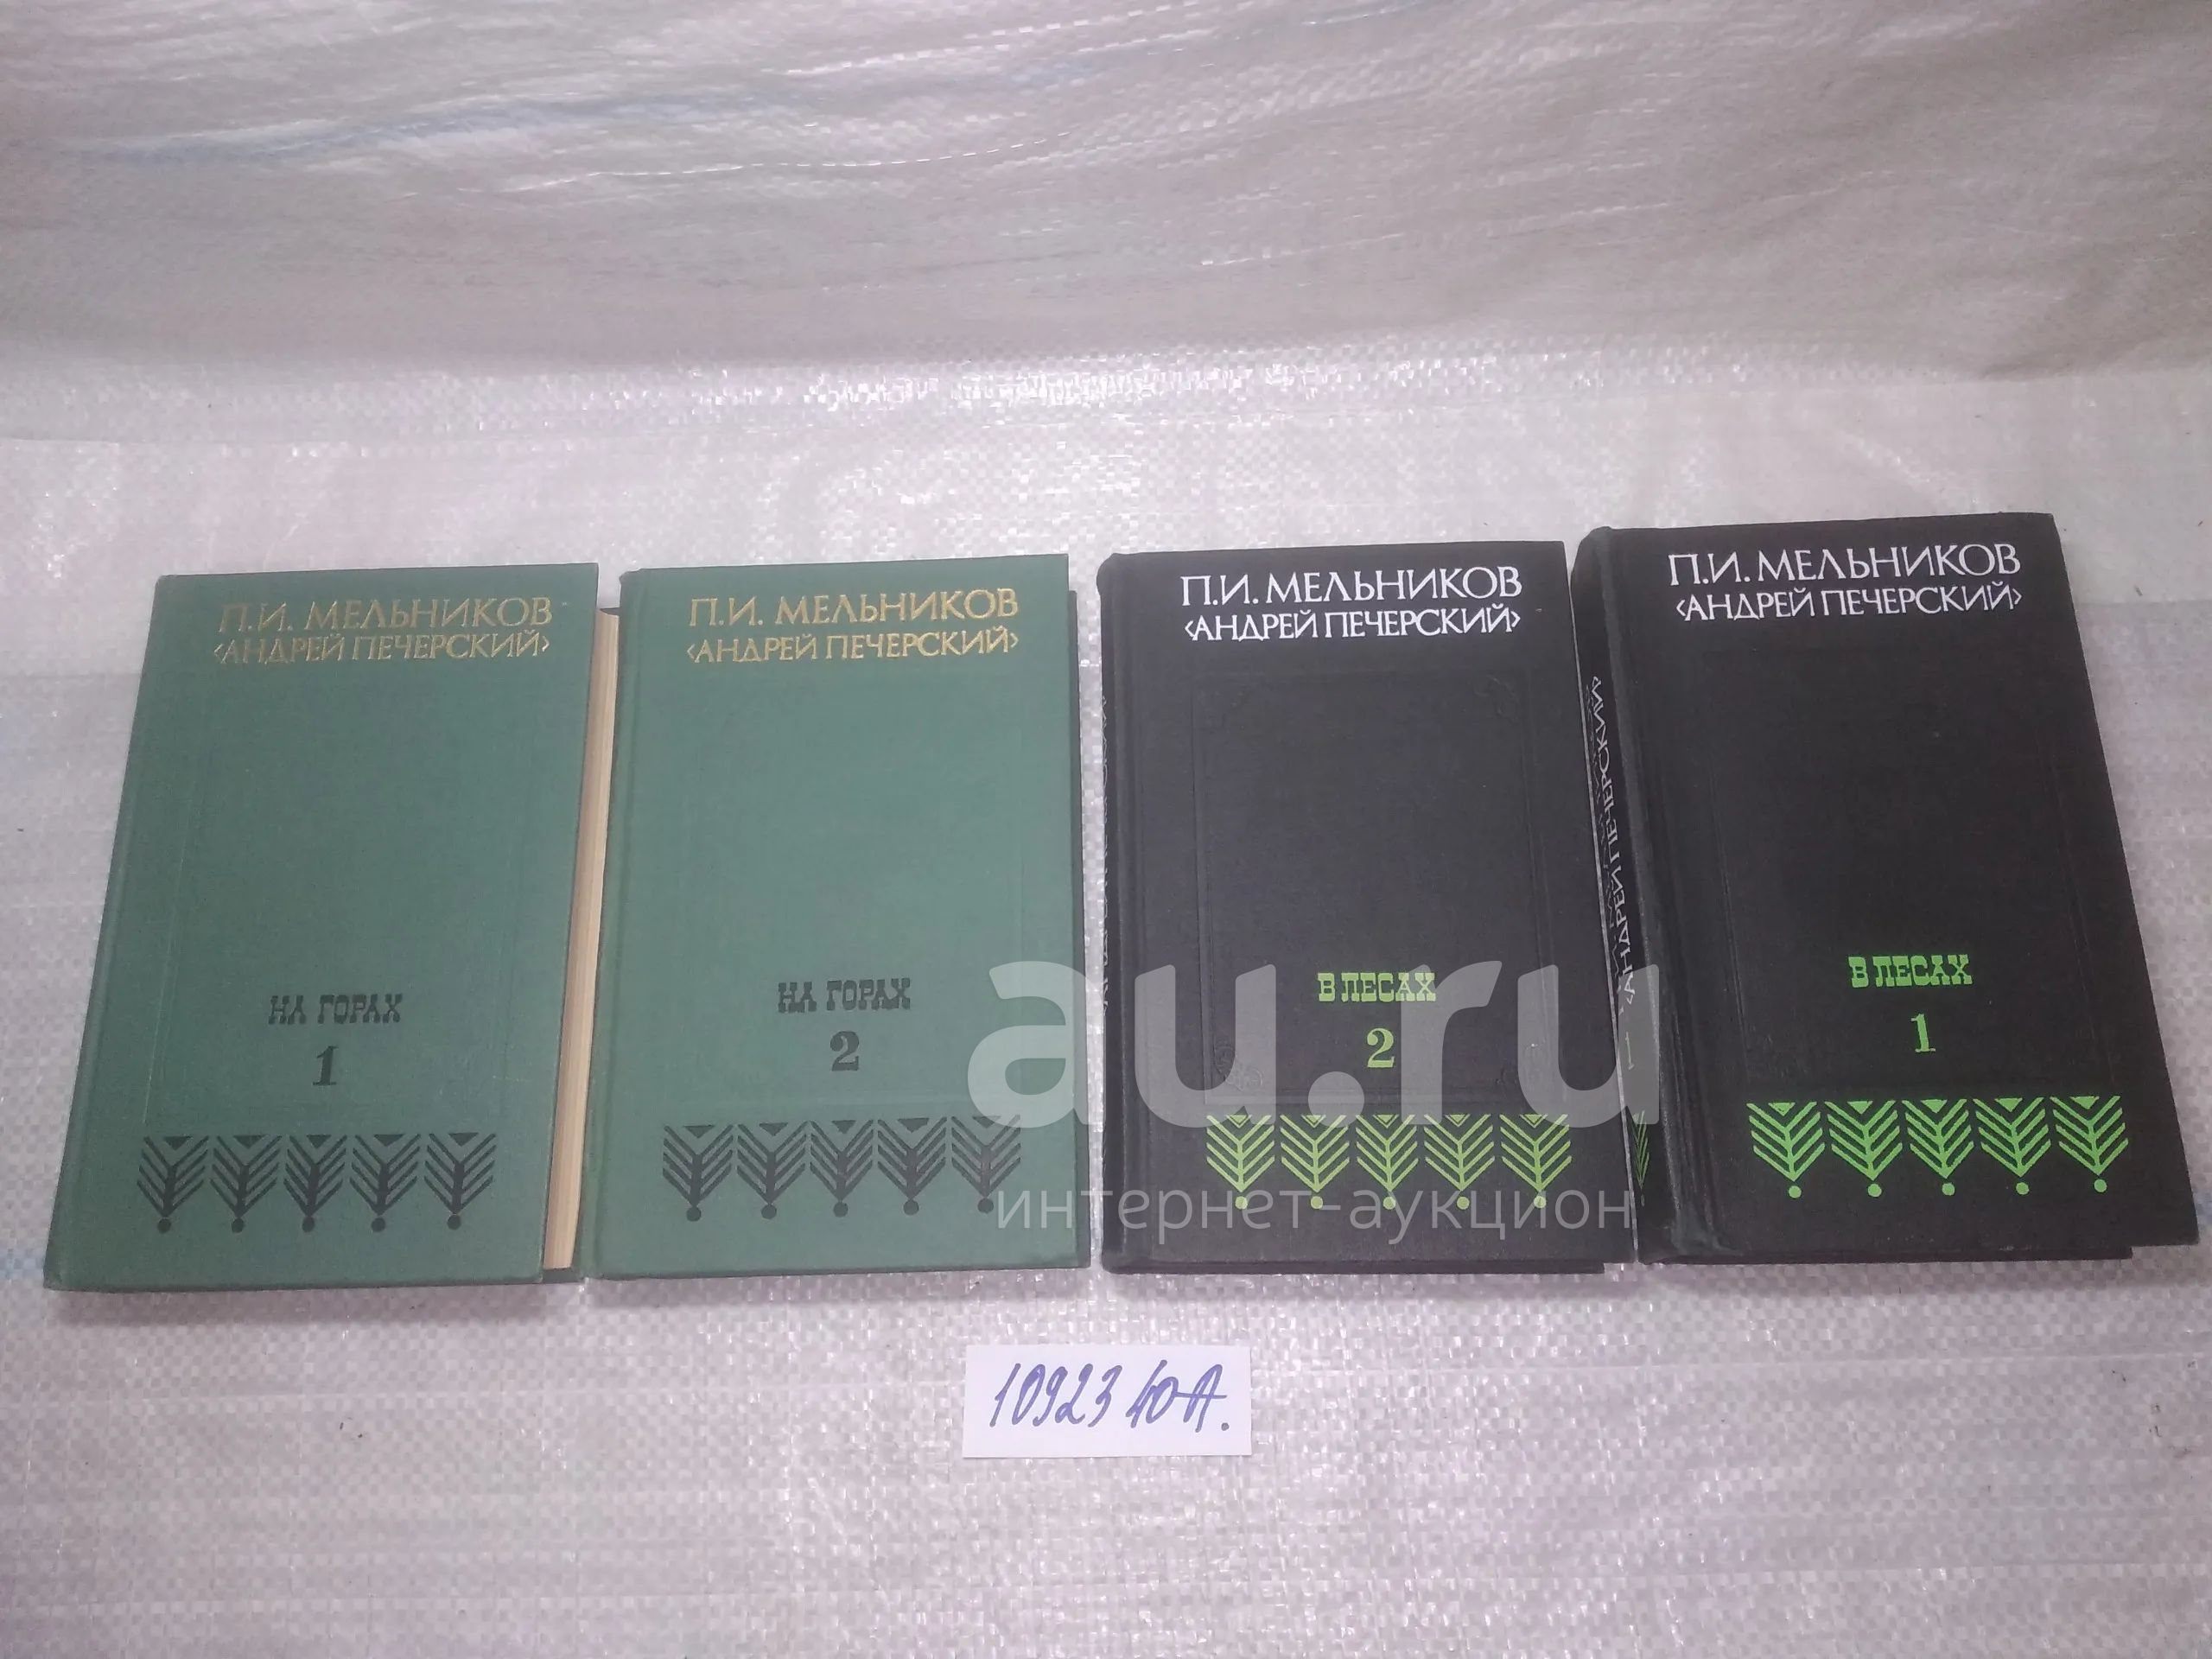 П.И. МЕЛЬНИКОВ
‹АНДРЕЙ ПЕЧЕРСКИЙ›
НА ГОРАХ
1
П.И. МЕЛЬНИКОВ
‹АНДРЕЙ ПЕЧЕРСКИЙ›
НА ГОРАХ
2
П.И. МЕЛЬНИКОВ
‹АНДРЕЙ ПЕЧЕРСКИЙ›
В ЛЕСАХ
2
‹АНДРЕЙ ПЕЧЕРСКИЙ›
1
П.И. МЕЛЬНИКОВ
‹АНДРЕЙ ПЕЧЕРСКИЙ›
В ЛЕСАХ
1
au.ru
интернет-аукцион
10923 Ю-А.